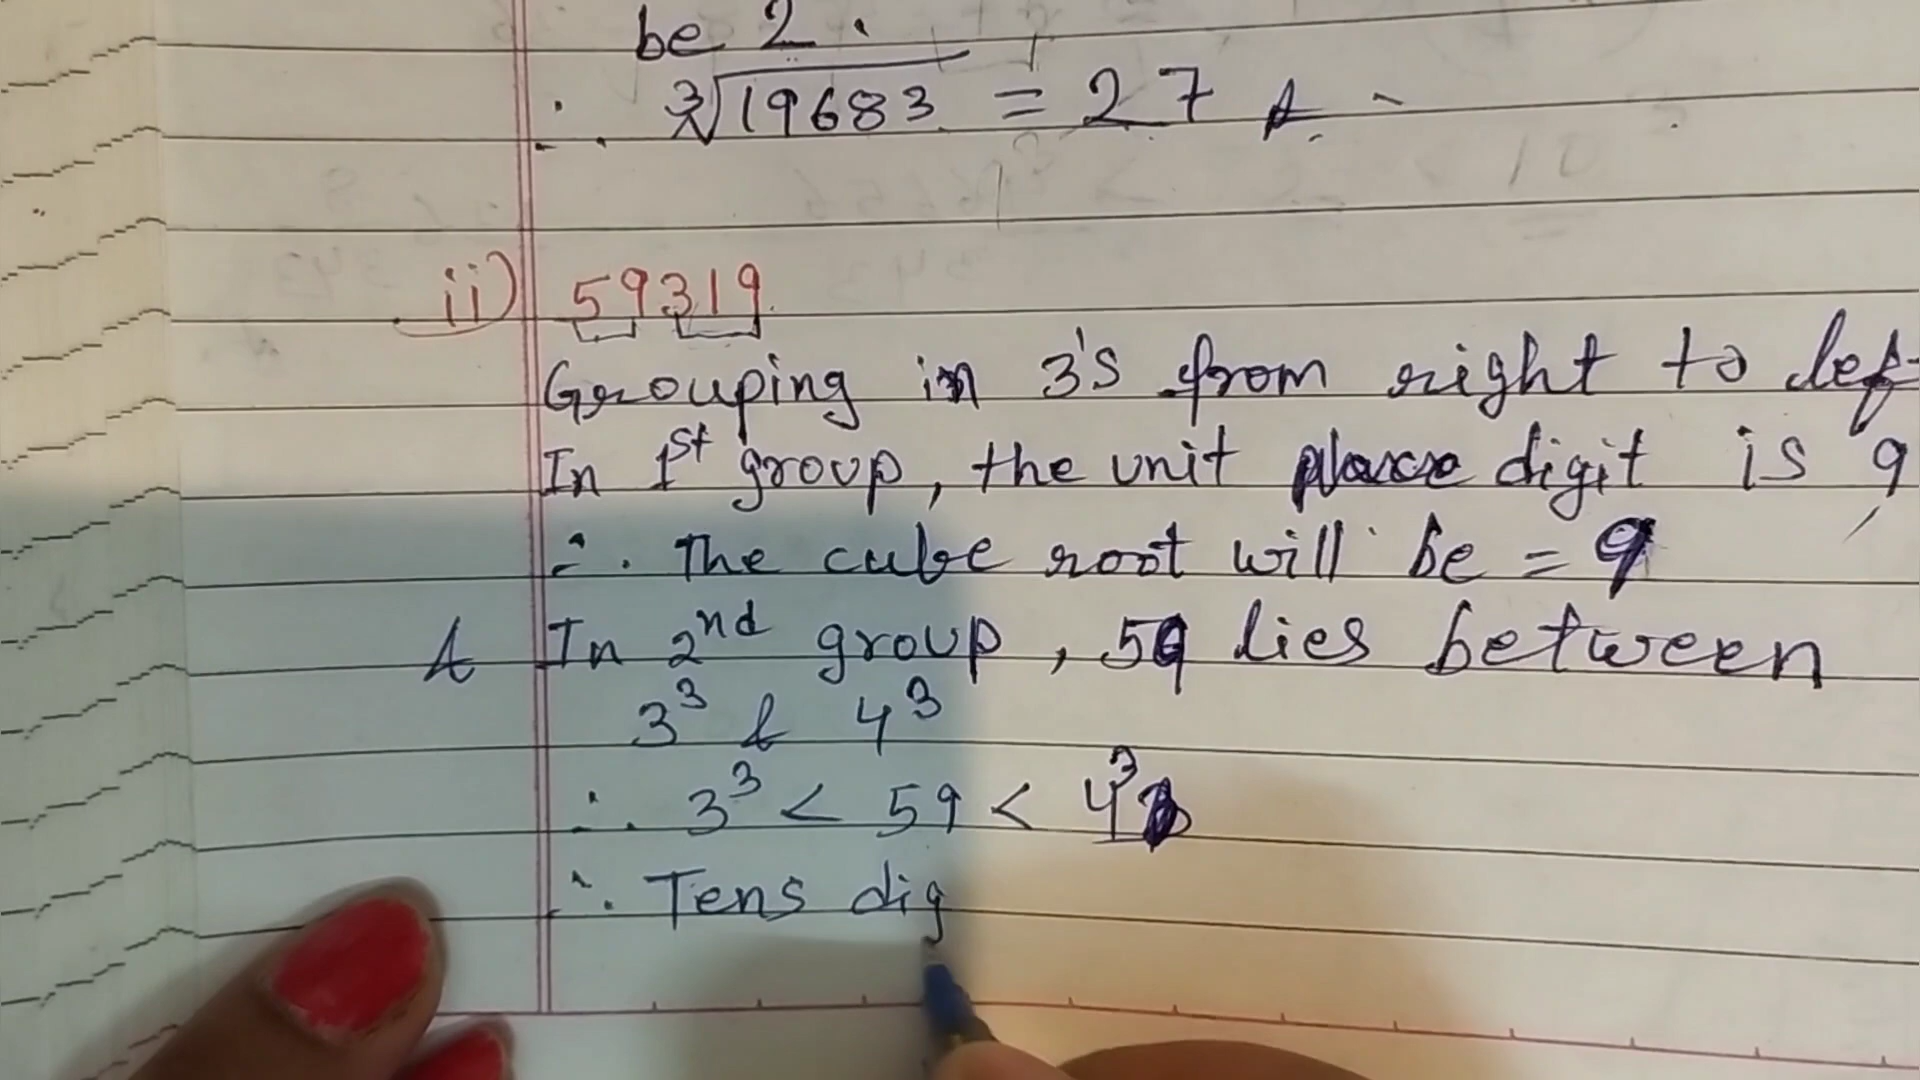 be 2.
∴ ∛19683 = 27
ii) 59319
Grouping in 3's from right to left
In 1st group, the unit place digit is 9
∴ The cube root will be = 9
In 2nd group, 59 lies between
3³ & 4³
∴ 3³ < 59 < 4³
∴ Tens dig